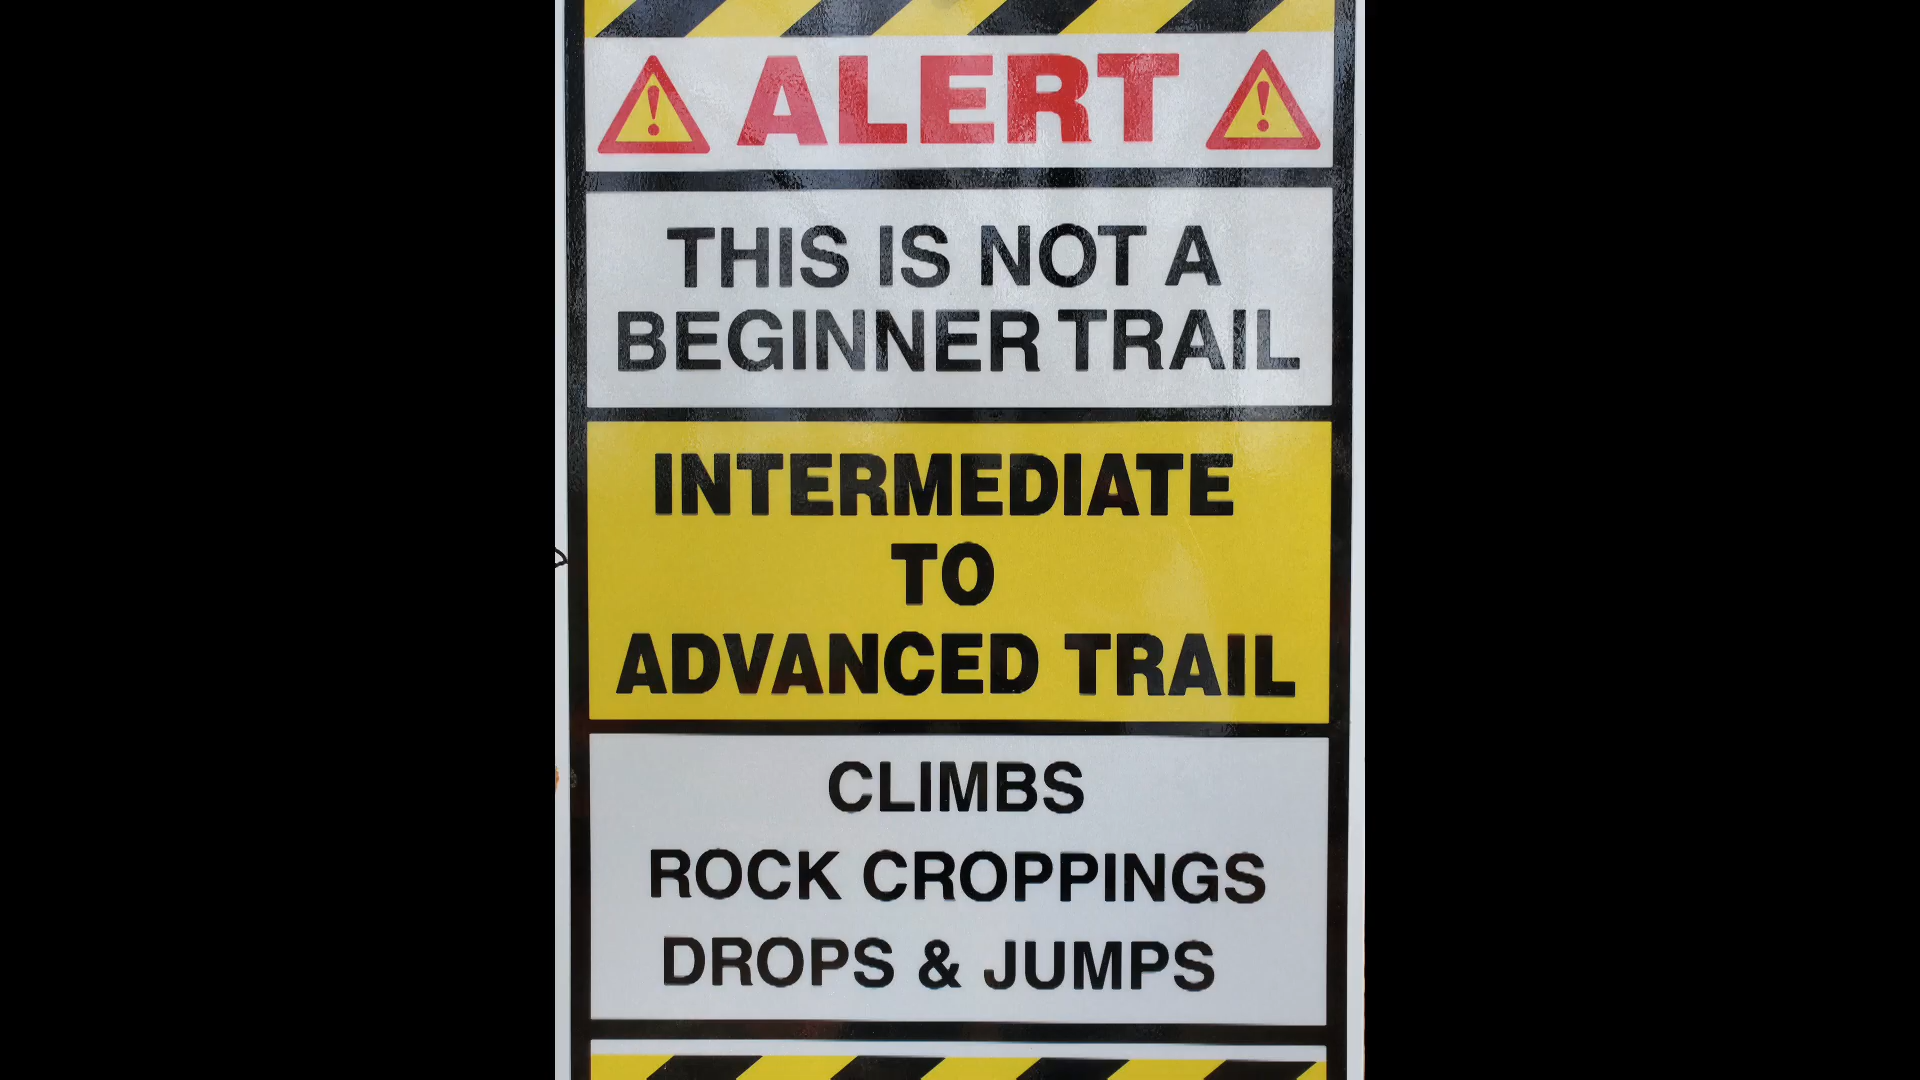 ALERT
THIS IS NOT A
BEGINNER TRAIL
INTERMEDIATE
TO
ADVANCED TRAIL
CLIMBS
ROCK CROPPINGS
DROPS & JUMPS